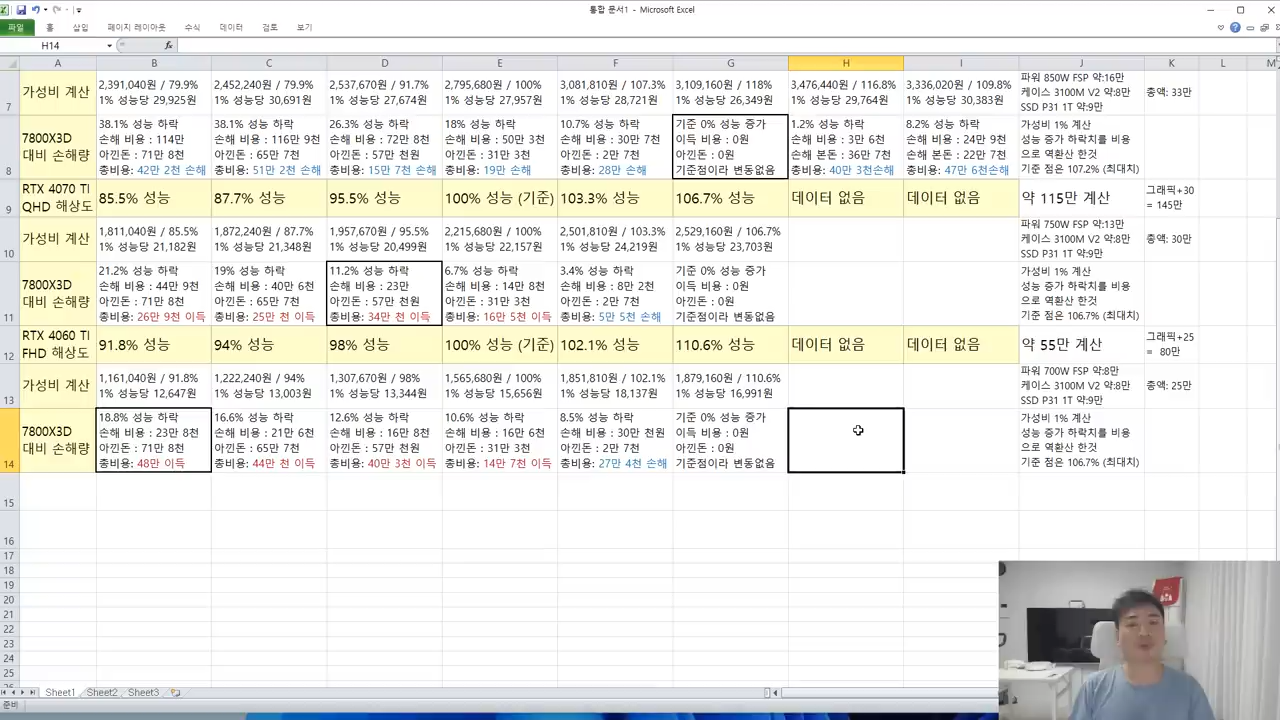 통합 문서1 - Microsoft Excel
파일 홈 삽입 페이지 레이아웃 수식 데이터 검토 보기
H14 fx
A B C D E F G H I J K L M
7 가성비 계산
2,391,040원 / 79.9%
1% 성능당 29,925원
2,452,240원 / 79.9%
1% 성능당 30,691원
2,537,670원 / 91.7%
1% 성능당 27,674원
2,795,680원 / 100%
1% 성능당 27,957원
3,081,810원 / 107.3%
1% 성능당 28,721원
3,109,160원 / 118%
1% 성능당 26,349원
3,476,440원 / 116.8%
1% 성능당 29,764원
3,336,020원 / 109.8%
1% 성능당 30,383원
파워 850W FSP 약:16만
케이스 3100M V2 약:8만
SSD P31 1T 약:9만
총액: 33만
8
7800X3D
대비 손해량
38.1% 성능 하락
손해 비용 : 114만
아낀돈 : 71만 8천
총비용: 42만 2천 손해
38.1% 성능 하락
손해 비용 : 116만 9천
아낀돈 : 65만 7천
총비용: 51만 2천 손해
26.3% 성능 하락
손해 비용 : 72만 8천
아낀돈 : 57만 천원
총비용: 15만 7천 손해
18% 성능 하락
손해 비용 : 50만 3천
아낀돈 : 31만 3천
총비용: 19만 손해
10.7% 성능 하락
손해 비용 : 30만 7천
아낀돈 : 2만 7천
총비용: 28만 손해
기준 0% 성능 증가
이득 비용 : 0원
아낀돈 : 0원
기준점이라 변동없음
1.2% 성능 하락
손해 비용 : 3만 6천
손해 본돈 : 36만 7천
총비용: 40만 3천손해
8.2% 성능 하락
손해 비용 : 24만 9천
손해 본돈 : 22만 7천
총비용: 47만 6천손해
가성비 1% 계산
성능 증가 하락치를 비용
으로 역환산 한것
기준 점은 107.2% (최대치)
9
RTX 4070 TI
QHD 해상도
85.5% 성능
87.7% 성능
95.5% 성능
100% 성능 (기준)
103.3% 성능
106.7% 성능
데이터 없음
데이터 없음
약 115만 계산
그래픽+30
= 145만
10 가성비 계산
1,811,040원 / 85.5%
1% 성능당 21,182원
1,872,240원 / 87.7%
1% 성능당 21,348원
1,957,670원 / 95.5%
1% 성능당 20,499원
2,215,680원 / 100%
1% 성능당 22,157원
2,501,810원 / 103.3%
1% 성능당 24,219원
2,529,160원 / 106.7%
1% 성능당 23,703원
파워 750W FSP 약:13만
케이스 3100M V2 약:8만
SSD P31 1T 약:9만
총액: 30만
11
7800X3D
대비 손해량
21.2% 성능 하락
손해 비용 : 44만 9천
아낀돈 : 71만 8천
총비용: 26만 9천 이득
19% 성능 하락
손해 비용 : 40만 6천
아낀돈 : 65만 7천
총비용: 25만 천 이득
11.2% 성능 하락
손해 비용 : 23만
아낀돈 : 57만 천원
총비용: 34만 천 이득
6.7% 성능 하락
손해 비용 : 14만 8천
아낀돈 : 31만 3천
총비용: 16만 5천 이득
3.4% 성능 하락
손해 비용 : 8만 2천
아낀돈 : 2만 7천
총비용: 5만 5천 손해
기준 0% 성능 증가
이득 비용 : 0원
아낀돈 : 0원
기준점이라 변동없음
가성비 1% 계산
성능 증가 하락치를 비용
으로 역환산 한것
기준 점은 106.7% (최대치)
12
RTX 4060 TI
FHD 해상도
91.8% 성능
94% 성능
98% 성능
100% 성능 (기준)
102.1% 성능
110.6% 성능
데이터 없음
데이터 없음
약 55만 계산
그래픽+25
= 80만
13 가성비 계산
1,161,040원 / 91.8%
1% 성능당 12,647원
1,222,240원 / 94%
1% 성능당 13,003원
1,307,670원 / 98%
1% 성능당 13,344원
1,565,680원 / 100%
1% 성능당 15,656원
1,851,810원 / 102.1%
1% 성능당 18,137원
1,879,160원 / 110.6%
1% 성능당 16,991원
파워 700W FSP 약:8만
케이스 3100M V2 약:8만
SSD P31 1T 약:9만
총액: 25만
14
7800X3D
대비 손해량
18.8% 성능 하락
손해 비용 : 23만 8천
아낀돈 : 71만 8천
총비용: 48만 이득
16.6% 성능 하락
손해 비용 : 21만 6천
아낀돈 : 65만 7천
총비용: 44만 천 이득
12.6% 성능 하락
손해 비용 : 16만 8천
아낀돈 : 57만 천원
총비용: 40만 3천 이득
10.6% 성능 하락
손해 비용 : 16만 6천
아낀돈 : 31만 3천
총비용: 14만 7천 이득
8.5% 성능 하락
손해 비용 : 30만 천원
아낀돈 : 2만 7천
총비용: 27만 4천 손해
기준 0% 성능 증가
이득 비용 : 0원
아낀돈 : 0원
기준점이라 변동없음
가성비 1% 계산
성능 증가 하락치를 비용
으로 역환산 한것
기준 점은 106.7% (최대치)
15
16
17
18
19
20
21
22
23
24
25
Sheet1 Sheet2 Sheet3
준비